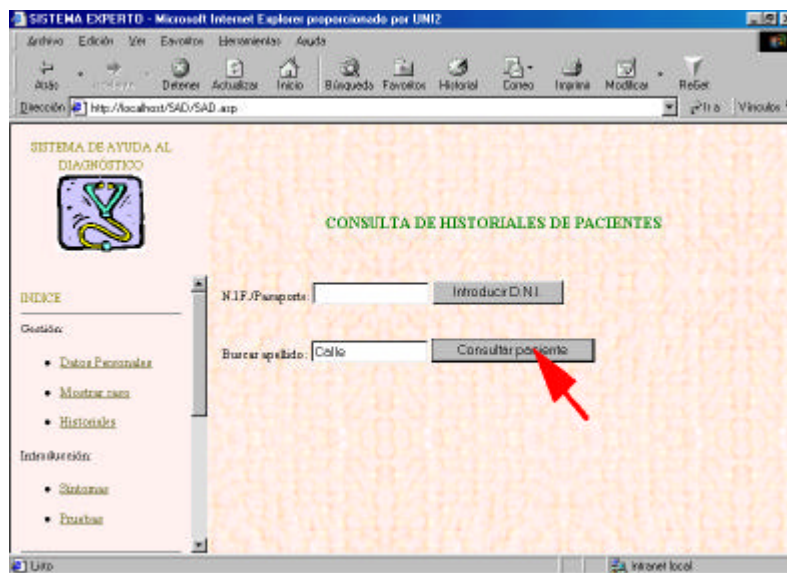 SISTEMA EXPERTO - Microsoft Internet Explorer proporcionado por UNI2
Archivo Edición Ver Favoritos Herramientas Ayuda
Atrás Detener Actualizar Inicio Búsqueda Favoritos Historial Correo Imprimir Modificar ReGet
Dirección http://localhost/SAD/SAD.asp Ir a Vínculos
SISTEMA DE AYUDA AL
DIAGNÓSTICO
CONSULTA DE HISTORIALES DE PACIENTES
INDICE
N.I.F./Pasaporte: Introducir D.N.I.
Gestión:
Buscar apellido: Calle Consultar paciente
Datos Personales
Mostrar caso
Historiales
Introducción:
Síntomas
Pruebas
Listo Intranet local